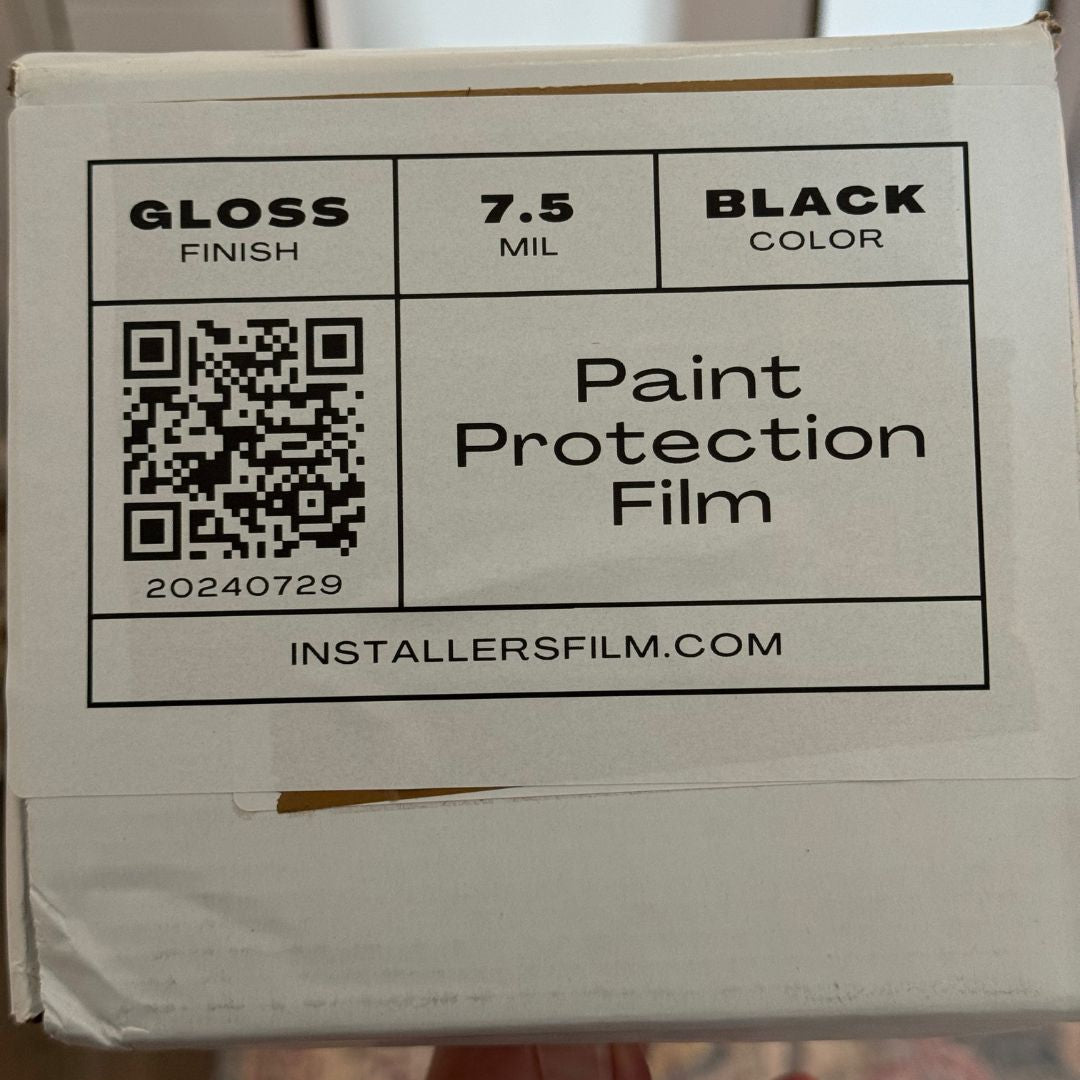 GLOSS
FINISH
7.5
MIL
BLACK
COLOR
20240729
Paint
Protection
Film
INSTALLERSFILM.COM